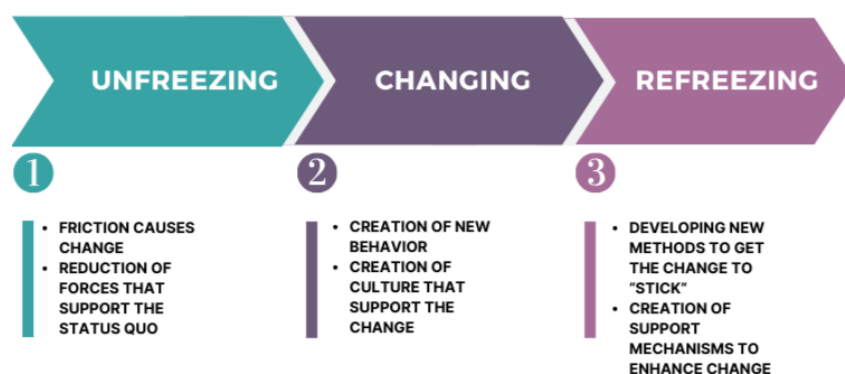 UNFREEZING
CHANGING
REFREEZING
1
2
3
• FRICTION CAUSES
CHANGE
• REDUCTION OF
FORCES THAT
SUPPORT THE
STATUS QUO
• CREATION OF NEW
BEHAVIOR
• CREATION OF
CULTURE THAT
SUPPORT THE
CHANGE
• DEVELOPING NEW
METHODS TO GET
THE CHANGE TO
“STICK”
• CREATION OF
SUPPORT
MECHANISMS TO
ENHANCE CHANGE